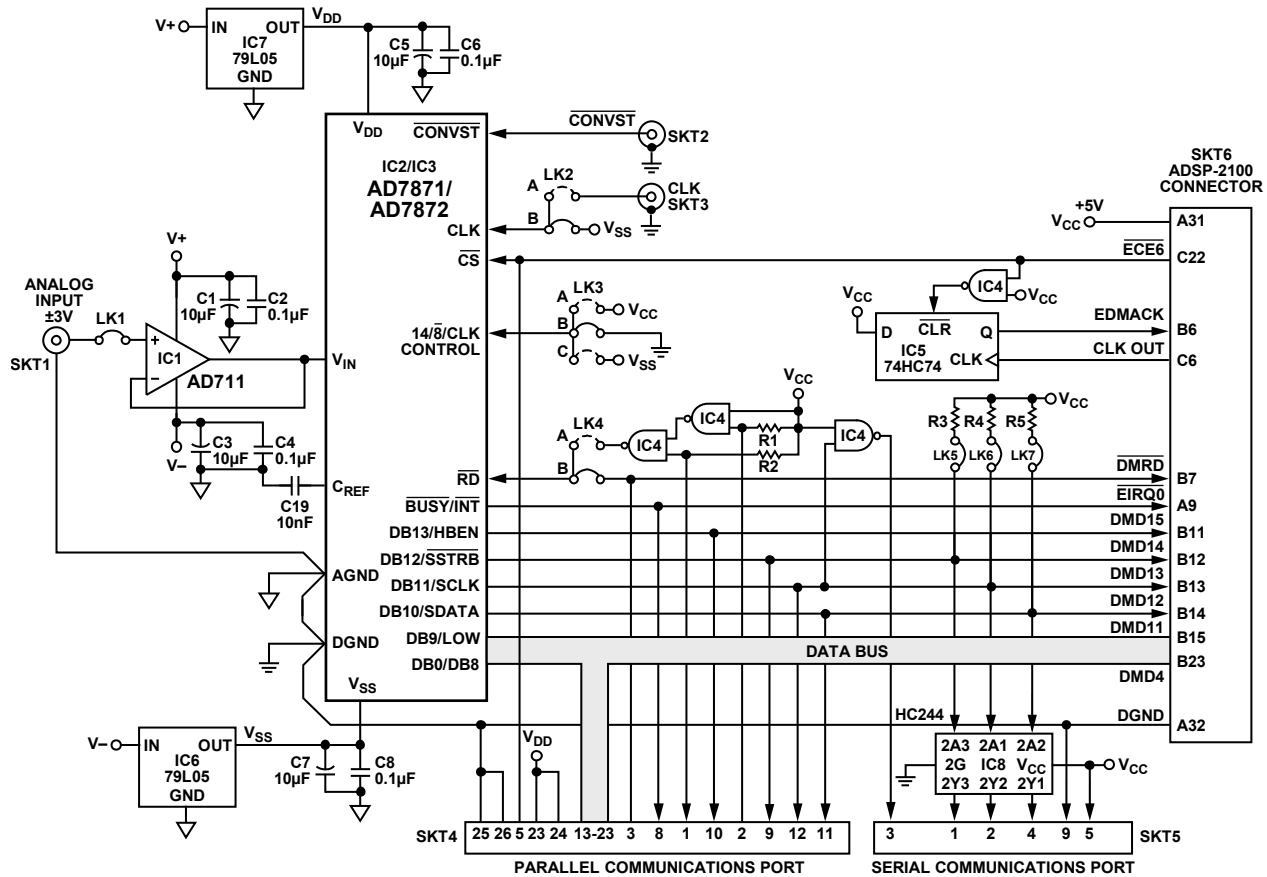 V+
IN
OUT
IC7
79L05
GND
VDD
C5
10µF
C6
0.1µF
VDD
CONVST
CONVST
SKT2
IC2/IC3
AD7871/
AD7872
LK2
A
B
CLK
SKT3
CLK
VSS
CS
SKT6
ADSP-2100
CONNECTOR
+5V
VCC
A31
ECE6
C22
IC4
VCC
VCC
D
CLR
Q
IC5
74HC74
CLK
EDMACK
B6
CLK OUT
C6
V+
ANALOG
INPUT
±3V
LK1
SKT1
C1
10µF
C2
0.1µF
+
–
IC1
AD711
VIN
LK3
A
B
C
VCC
VSS
14/8/CLK
CONTROL
C3
10µF
C4
0.1µF
V–
C19
10nF
CREF
VCC
LK4
A
B
IC4
IC4
R1
R2
IC4
VCC
R3
R4
R5
LK5
LK6
LK7
RD
DMRD
B7
BUSY/INT
EIRQ0
A9
DB13/HBEN
DMD15
B11
DB12/SSTRB
DMD14
B12
DB11/SCLK
DMD13
B13
DB10/SDATA
DMD12
B14
DB9/LOW
DMD11
B15
DATA BUS
DB0/DB8
B23
DMD4
AGND
DGND
VSS
DGND
A32
HC244
2A3 2A1 2A2
2G IC8 VCC
2Y3 2Y2 2Y1
VCC
V–
IN
OUT
IC6
79L05
GND
VSS
C7
10µF
C8
0.1µF
VDD
SKT4
25 26 5 23 24 13-23 3 8 1 10 2 9 12 11
PARALLEL COMMUNICATIONS PORT
3 1 2 4 9 5
SKT5
SERIAL COMMUNICATIONS PORT